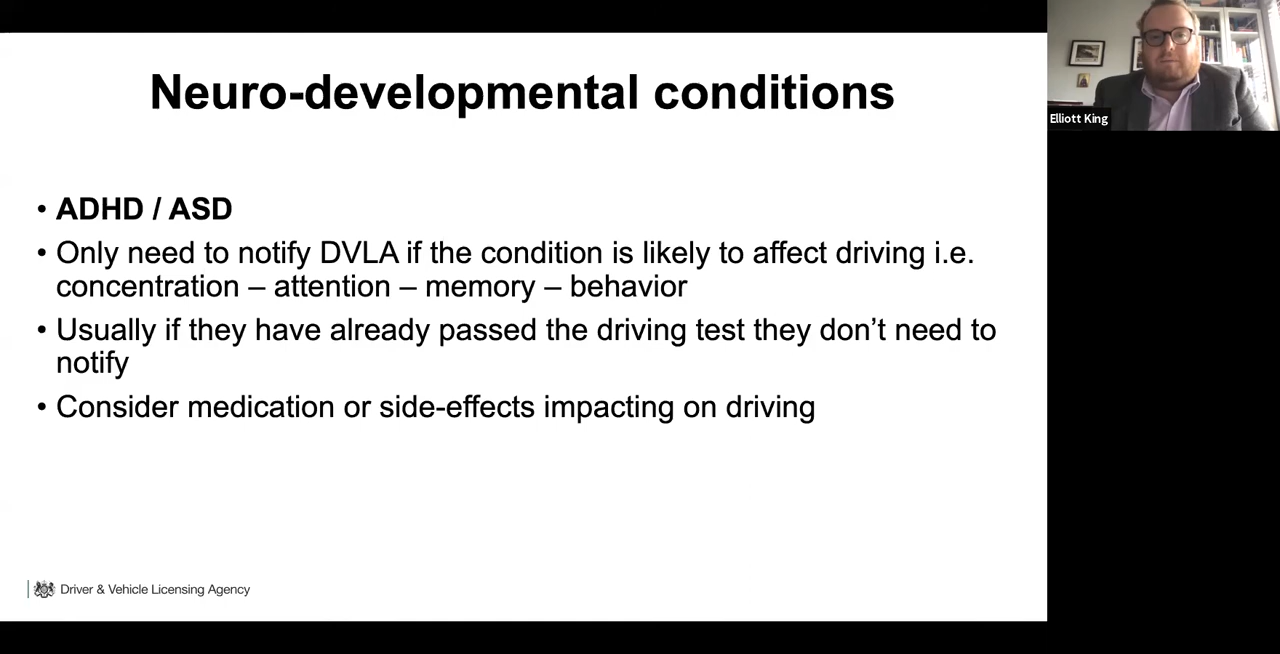 Neuro-developmental conditions
• ADHD / ASD
• Only need to notify DVLA if the condition is likely to affect driving i.e.
concentration – attention – memory – behavior
• Usually if they have already passed the driving test they don’t need to
notify
• Consider medication or side-effects impacting on driving
Driver & Vehicle Licensing Agency
Elliott King